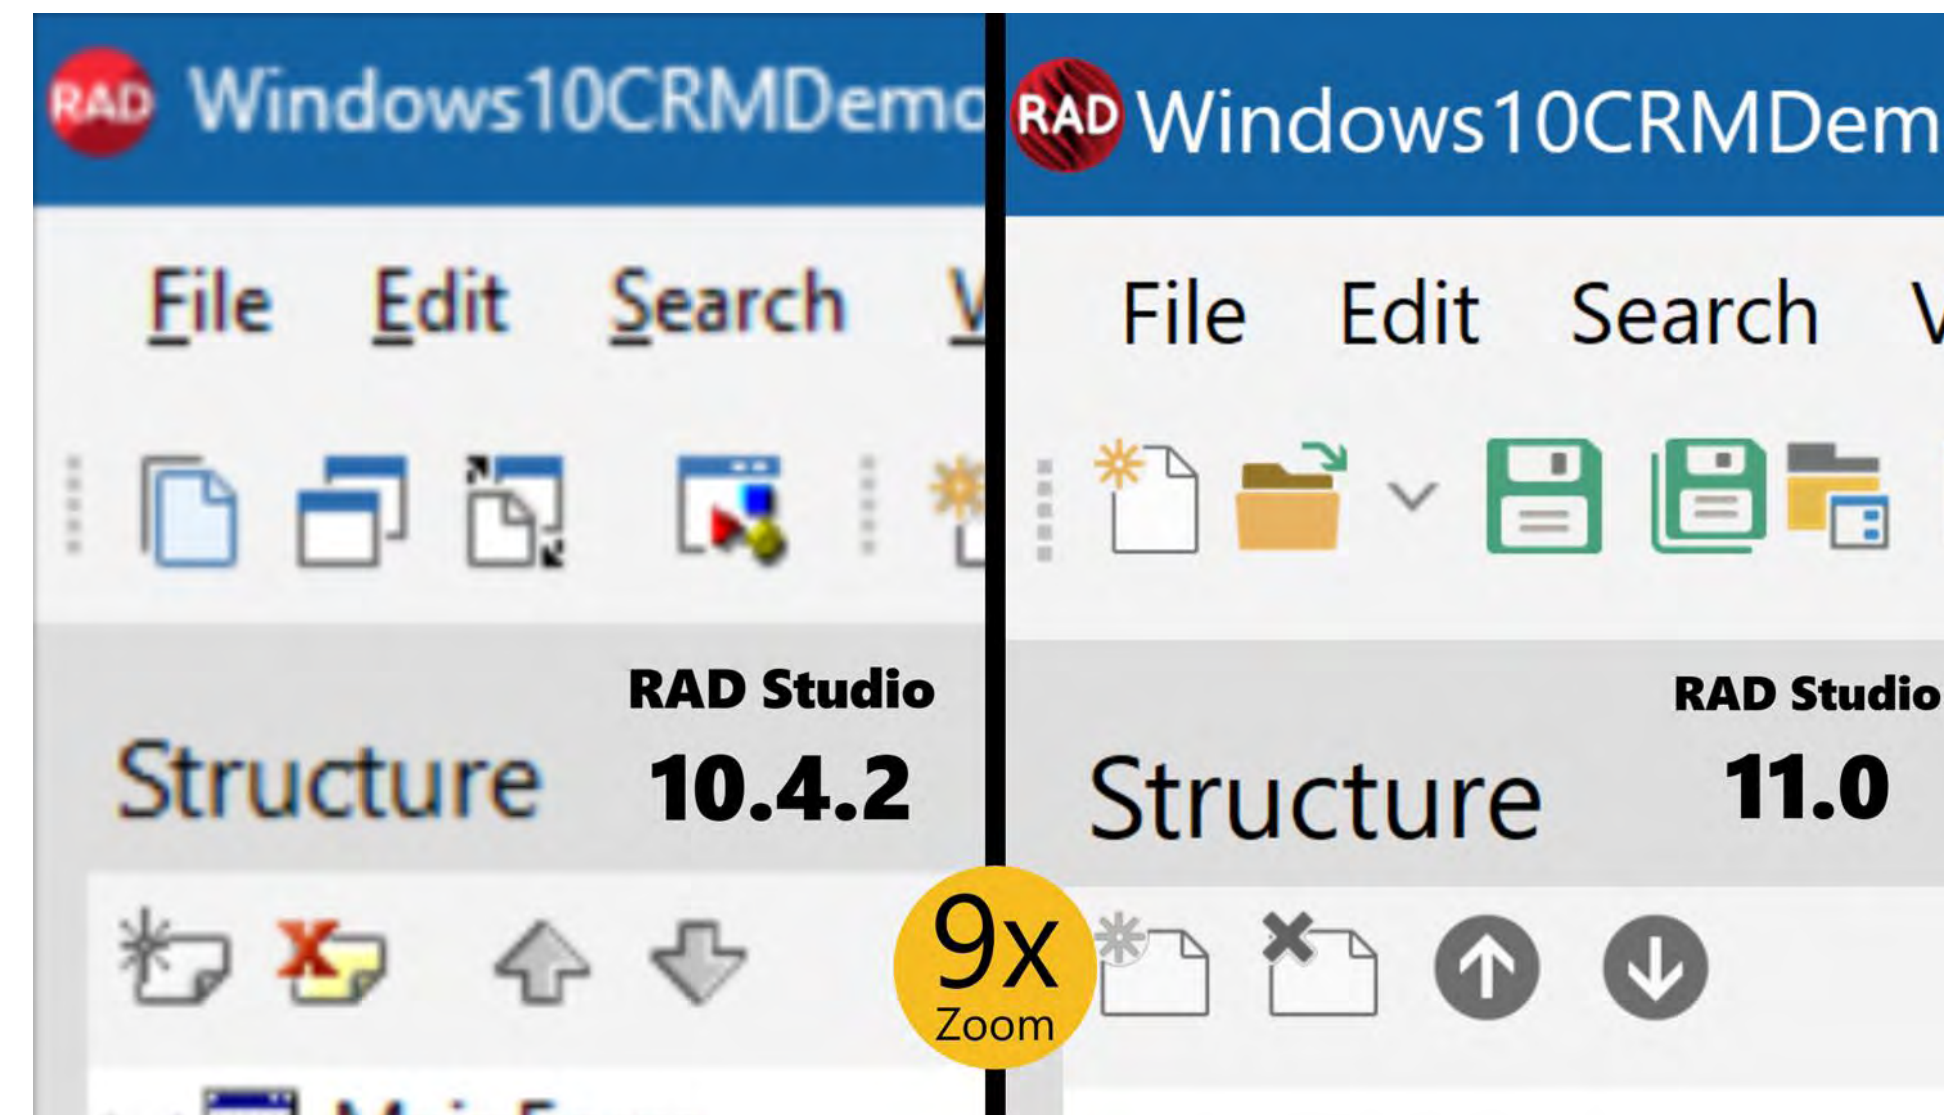 RAD Windows10CRMDemo
File Edit Search V
RAD Studio
10.4.2
Structure
RAD Windows10CRMDem
File Edit Search V
RAD Studio
11.0
Structure
9x
Zoom